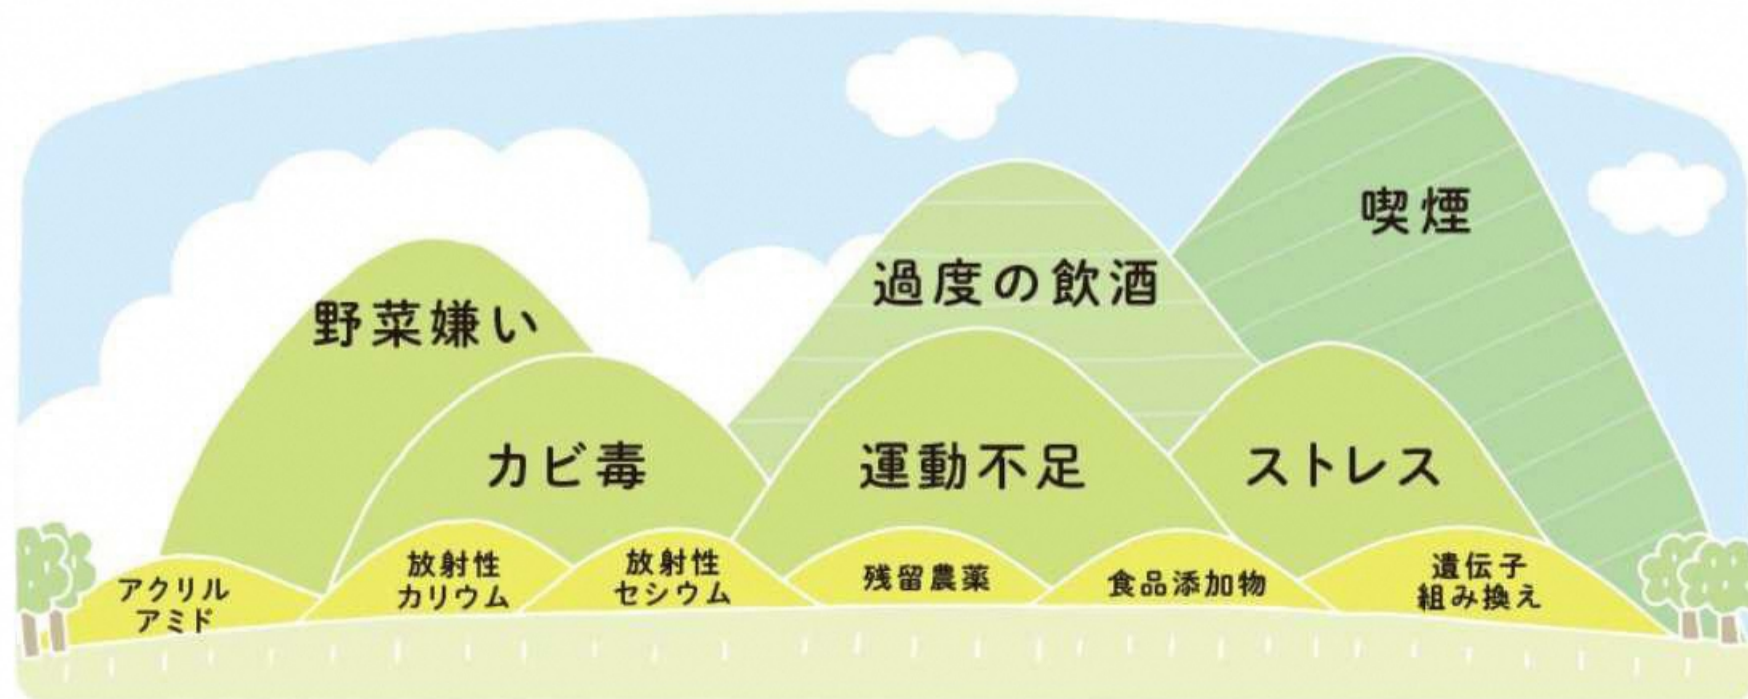 喫煙
過度の飲酒
野菜嫌い
カビ毒
運動不足
ストレス
アクリル
アミド
放射性
カリウム
放射性
セシウム
残留農薬
食品添加物
遺伝子
組み換え